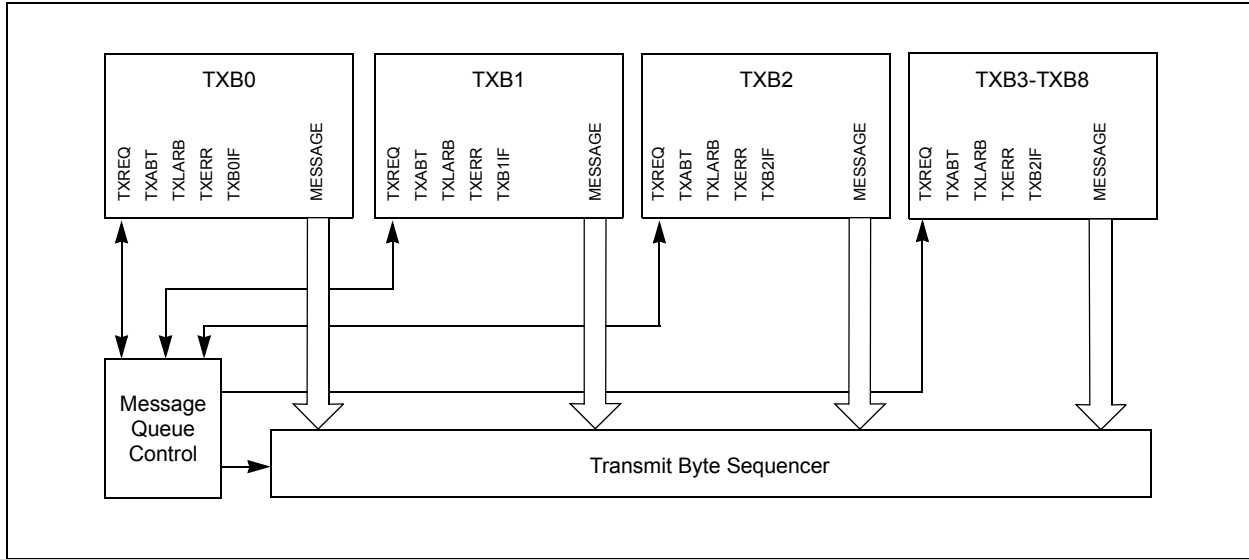 TXB0
TXREQ
TXABT
TXLARB
TXERR
TXB0IF
MESSAGE
TXB1
TXREQ
TXABT
TXLARB
TXERR
TXB1IF
MESSAGE
TXB2
TXREQ
TXABT
TXLARB
TXERR
TXB2IF
MESSAGE
TXB3-TXB8
TXREQ
TXABT
TXLARB
TXERR
TXB2IF
MESSAGE
Message
Queue
Control
Transmit Byte Sequencer